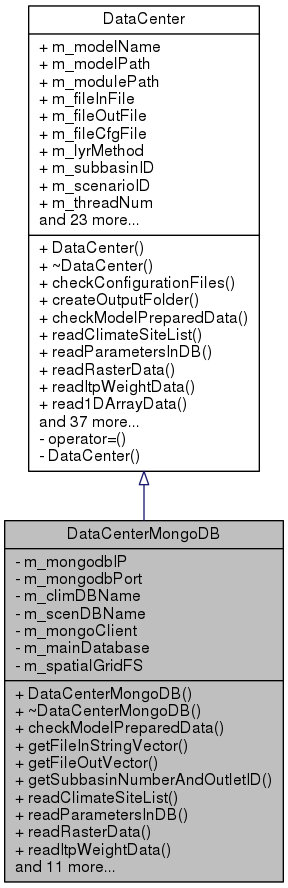 DataCenter
+ m_modelName
+ m_modelPath
+ m_modulePath
+ m_fileInFile
+ m_fileOutFile
+ m_fileCfgFile
+ m_lyrMethod
+ m_subbasinID
+ m_scenarioID
+ m_threadNum
and 23 more...
+ DataCenter()
+ ~DataCenter()
+ checkConfigurationFiles()
+ createOutputFolder()
+ checkModelPreparedData()
+ readClimateSiteList()
+ readParametersInDB()
+ readRasterData()
+ readItpWeightData()
+ read1DArrayData()
and 37 more...
- operator=()
- DataCenter()
DataCenterMongoDB
- m_mongodbIP
- m_mongodbPort
- m_climDBName
- m_scenDBName
- m_mongoClient
- m_mainDatabase
- m_spatialGridFS
+ DataCenterMongoDB()
+ ~DataCenterMongoDB()
+ checkModelPreparedData()
+ getFileInStringVector()
+ getFileOutVector()
+ getSubbasinNumberAndOutletID()
+ readClimateSiteList()
+ readParametersInDB()
+ readRasterData()
+ readItpWeightData()
and 11 more...